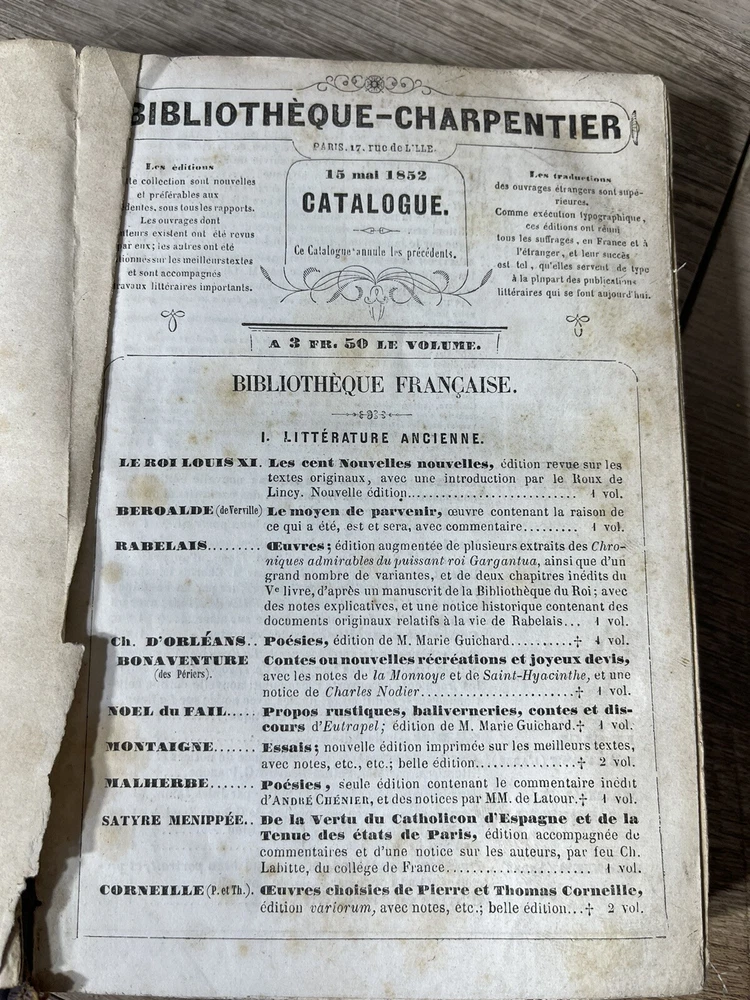 BIBLIOTHÈQUE-CHARPENTIER
PARIS, 17, rue de LILLE.
Les éditions
collection sont nouvelles
et préférables aux
sous tous les rapports.
Les ouvrages dont
existent ont été revus
par eux; les autres ont été
sur les meilleurs textes
et sont accompagnés
travaux littéraires importants.
15 mai 1852
CATALOGUE.
Ce Catalogue annule les précédents.
Les traductions
des ouvrages étrangers sont supé-
rieures.
Comme exécution typographique,
ces éditions ont réuni
tous les suffrages, en France et à
l'étranger, et leur succès
est tel, qu'elles servent de type
à la plupart des publications
littéraires qui se font aujourd'hui.
A 3 FR. 50 LE VOLUME.
BIBLIOTHÈQUE FRANÇAISE.
I. LITTÉRATURE ANCIENNE.
LE ROI LOUIS XI. Les cent Nouvelles nouvelles, édition revue sur les
textes originaux, avec une introduction par le Roux de
Lincy. Nouvelle édition.......................... 1 vol.
BEROALDE (de Verville) Le moyen de parvenir, œuvre contenant la raison de
ce qui a été, est et sera, avec commentaire......... 1 vol.
RABELAIS........ Œuvres; édition augmentée de plusieurs extraits des Chro-
niques admirables du puissant roi Gargantua, ainsi que d'un
grand nombre de variantes, et de deux chapitres inédits du
Ve livre, d'après un manuscrit de la Bibliothèque du Roi; avec
des notes explicatives, et une notice historique contenant des
documents originaux relatifs à la vie de Rabelais... 1 vol.
Ch. D'ORLÉANS.. Poésies, édition de M. Marie Guichard..........† 1 vol.
BONAVENTURE Contes ou nouvelles récréations et joyeux devis,
(des Périers). avec les notes de la Monnoye et de Saint-Hyacinthe, et une
notice de Charles Nodier.........................† 1 vol.
NOEL du FAIL..... Propos rustiques, baliverneries, contes et dis-
cours d'Eutrapel; édition de M. Marie Guichard.† 1 vol.
MONTAIGNE....... Essais; nouvelle édition imprimée sur les meilleurs textes,
avec notes, etc., etc.; belle édition................† 2 vol.
MALHERBE....... Poésies, seule édition contenant le commentaire inédit
d'ANDRÉ CHÉNIER, et des notices par MM. de Latour.† 1 vol.
SATYRE MENIPPÉE.. De la Vertu du Catholicon d'Espagne et de la
Tenue des états de Paris, édition accompagnée de
commentaires et d'une notice sur les auteurs, par feu Ch.
Labitte, du collége de France...................... 1 vol.
CORNEILLE (P. et Th.). Œuvres choisies de Pierre et Thomas Corneille,
édition variorum, avec notes, etc.; belle édition...† 2 vol.